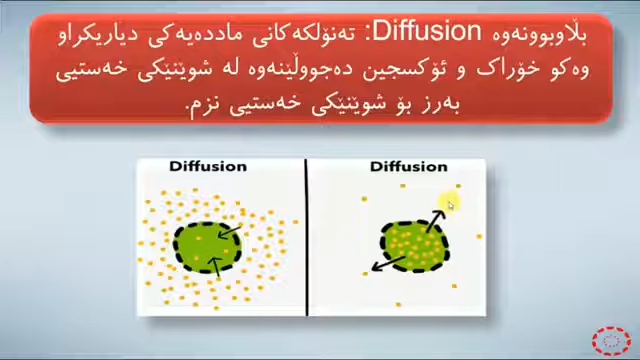 بڵاوبوونەوە Diffusion: تەنۆلکەکانی ماددەیەکی دیاریکراو
وەکو خۆراک و ئۆکسجین دەجووڵێنەوە لە شوێنێکی خەستیی
بەرز بۆ شوێنێکی خەستیی نزم.
Diffusion
Diffusion